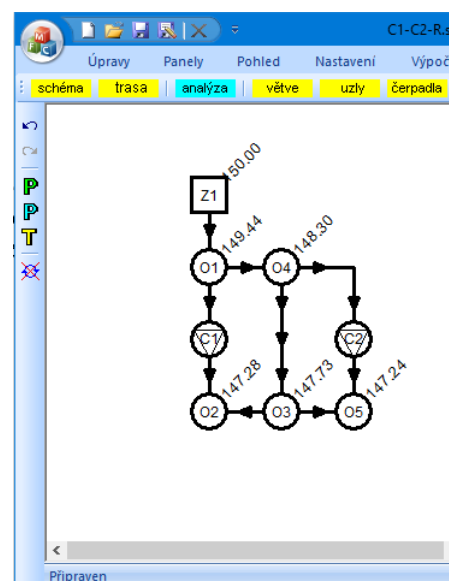 C1-C2-R.s
M
F C
Úpravy Panely Pohled Nastavení Výpoč
schéma trasa analýza větve uzly čerpadla
P
P
T
150.00
Z1
149.44 148.30
O1 O4
C1 C2
147.28 147.73 147.24
O2 O3 O5
Připraven